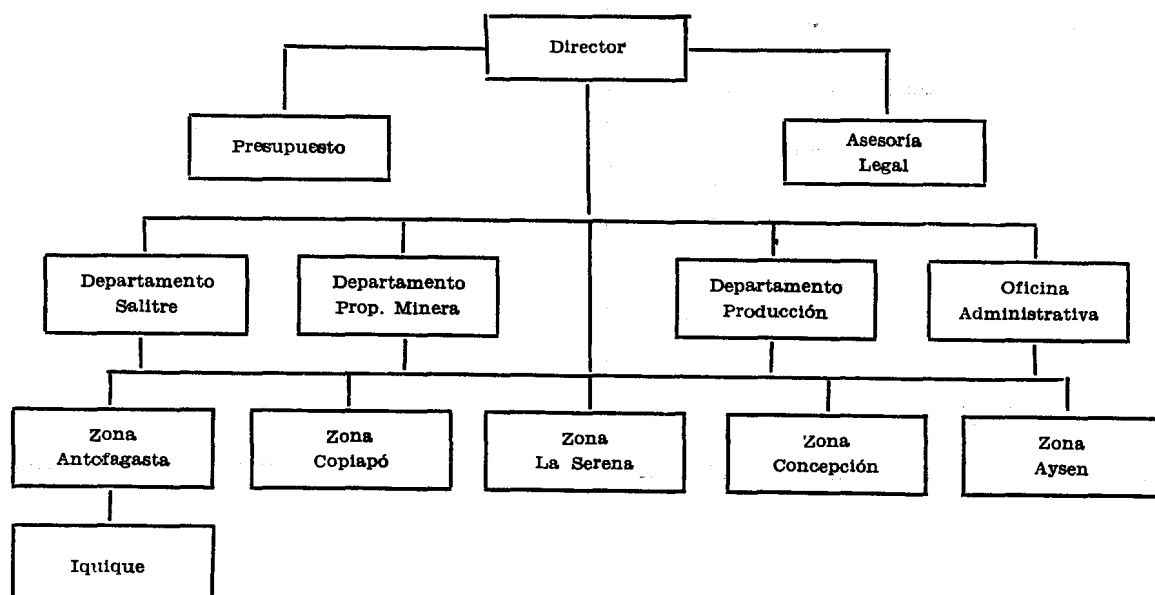 Director
Presupuesto
Asesoría
Legal
Departamento
Salitre
Departamento
Prop. Minera
Departamento
Producción
Oficina
Administrativa
Zona
Antofagasta
Zona
Copiapó
Zona
La Serena
Zona
Concepción
Zona
Aysen
Iquique